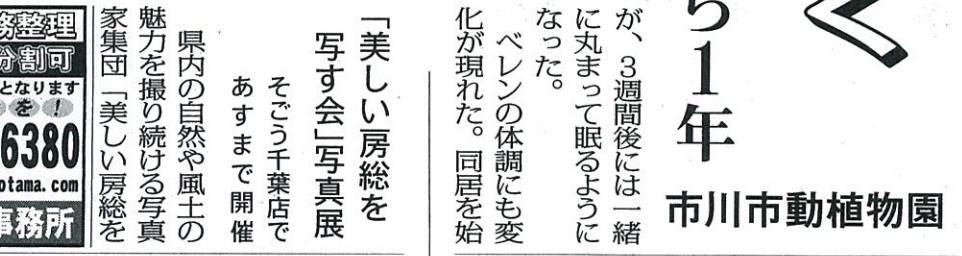 く
ら1年
市川市動植物園
が、3週間後には一緒
に丸まって眠るように
なった。
ベレンの体調にも変
化が現れた。同居を始
「美しい房総を
写す会」写真展
そごう千葉店で
あすまで開催
県内の自然や風土の
魅力を撮り続ける写真
家集団「美しい房総を
務整理
分割可
となります
を!
6380
otama.com
事務所